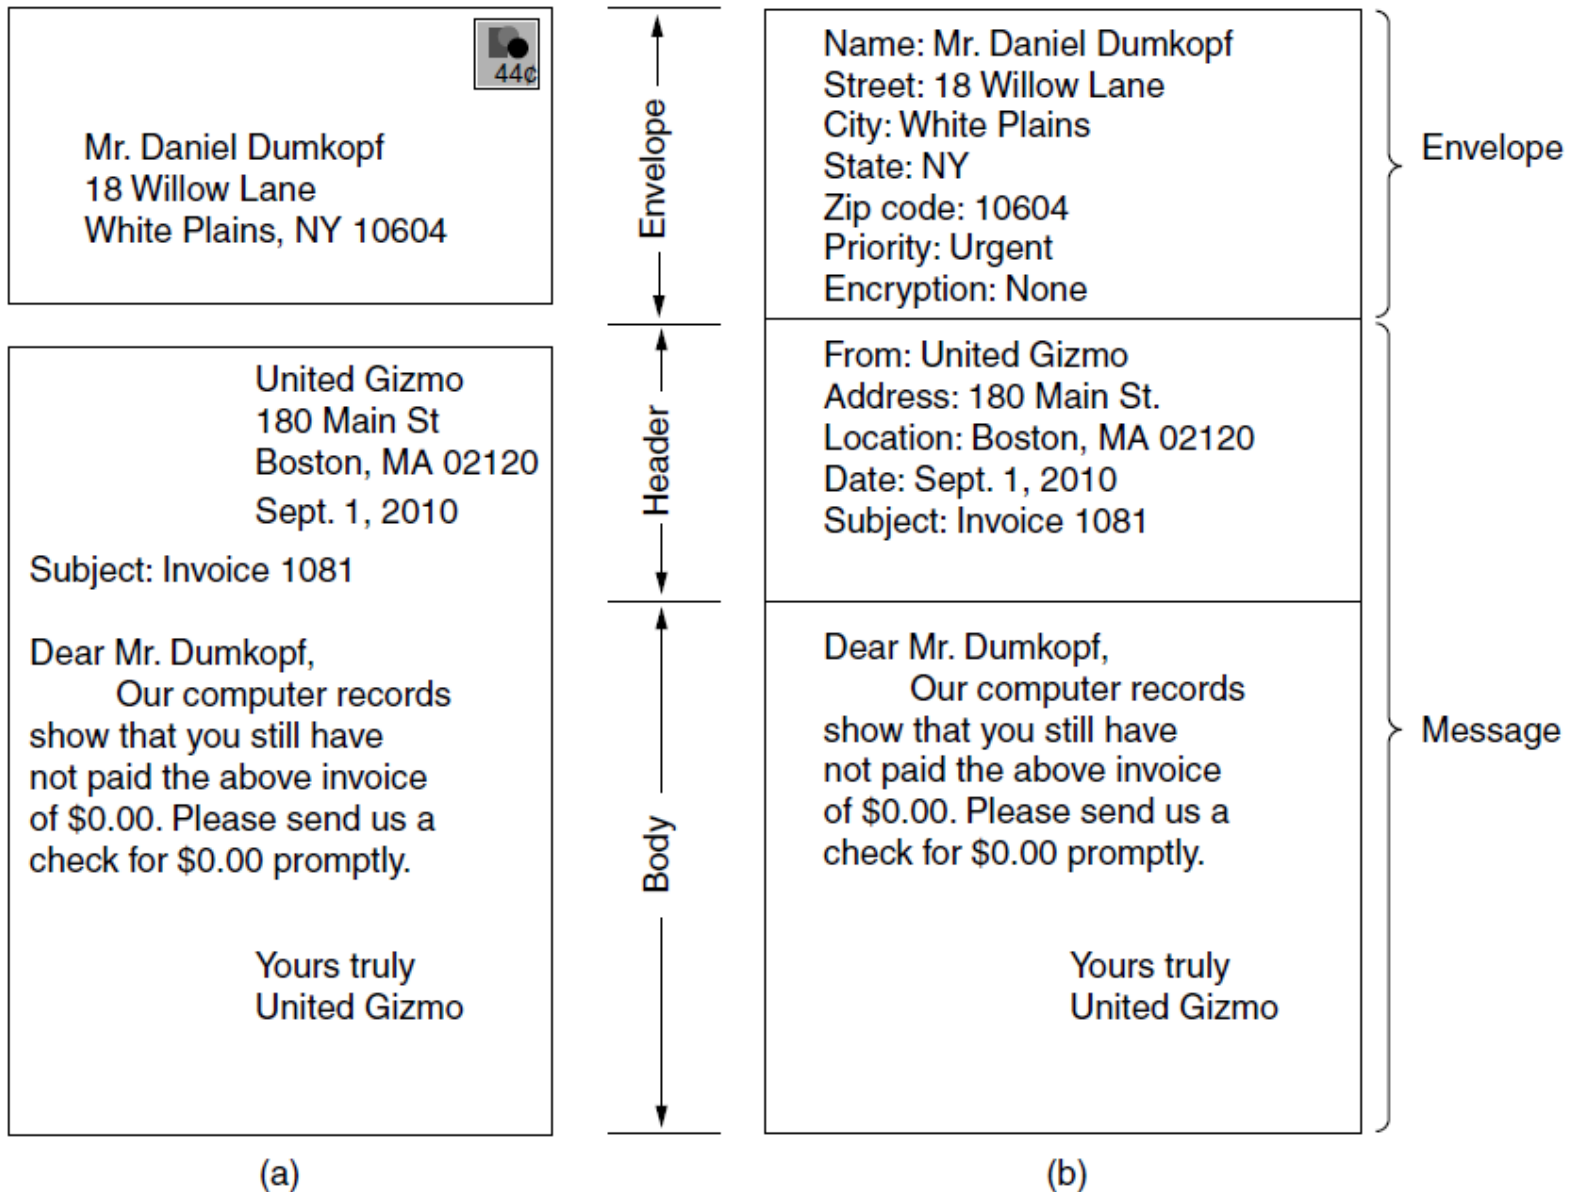 44¢
Mr. Daniel Dumkopf
18 Willow Lane
White Plains, NY 10604
United Gizmo
180 Main St
Boston, MA 02120
Sept. 1, 2010
Subject: Invoice 1081
Dear Mr. Dumkopf,
Our computer records
show that you still have
not paid the above invoice
of $0.00. Please send us a
check for $0.00 promptly.
Yours truly
United Gizmo
(a)
Envelope
Header
Body
Name: Mr. Daniel Dumkopf
Street: 18 Willow Lane
City: White Plains
State: NY
Zip code: 10604
Priority: Urgent
Encryption: None
From: United Gizmo
Address: 180 Main St.
Location: Boston, MA 02120
Date: Sept. 1, 2010
Subject: Invoice 1081
Dear Mr. Dumkopf,
Our computer records
show that you still have
not paid the above invoice
of $0.00. Please send us a
check for $0.00 promptly.
Yours truly
United Gizmo
(b)
Envelope
Message